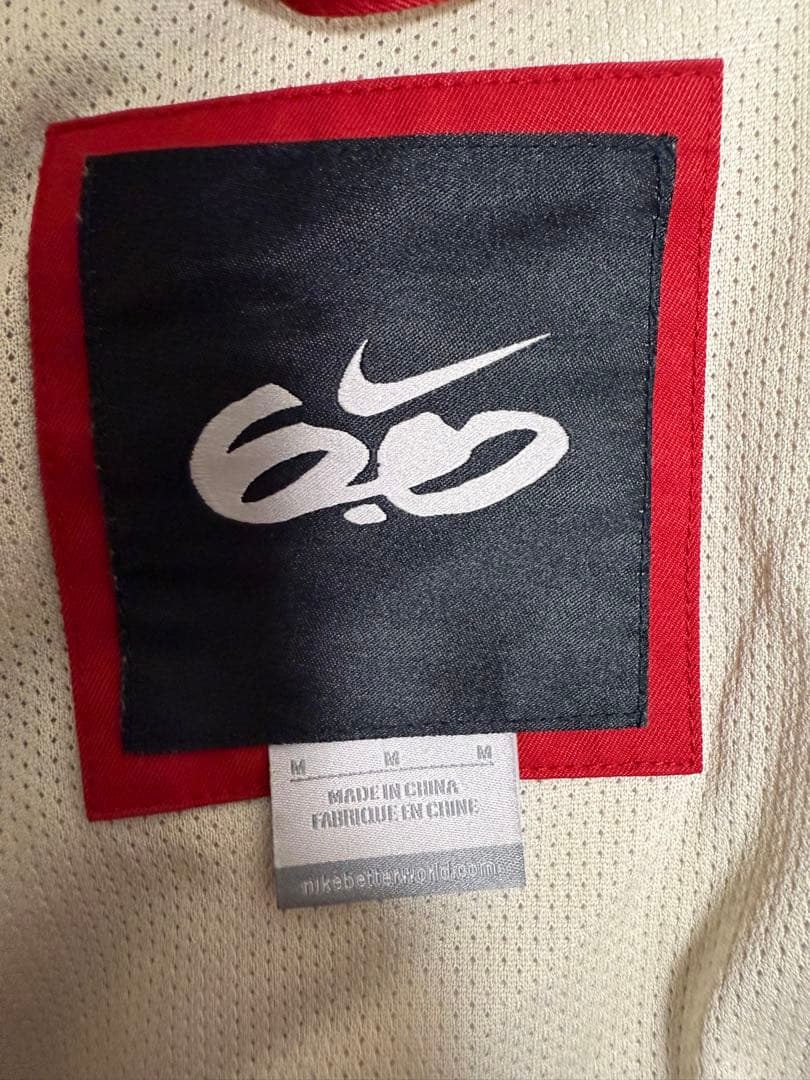 6.0
M M M
MADE IN CHINA
FABRIQUE EN CHINE
nikebetterworld.com